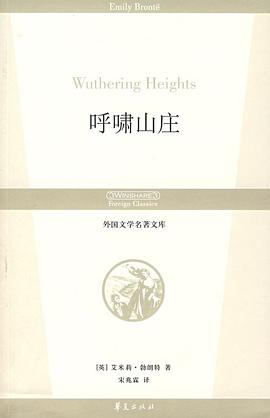 Emily Brontë
Wuthering Heights
呼啸山庄
WINSHARE
Foreign Classics
外国文学名著文库
[英] 艾米莉·勃朗特 著
宋兆霖 译
华夏出版社